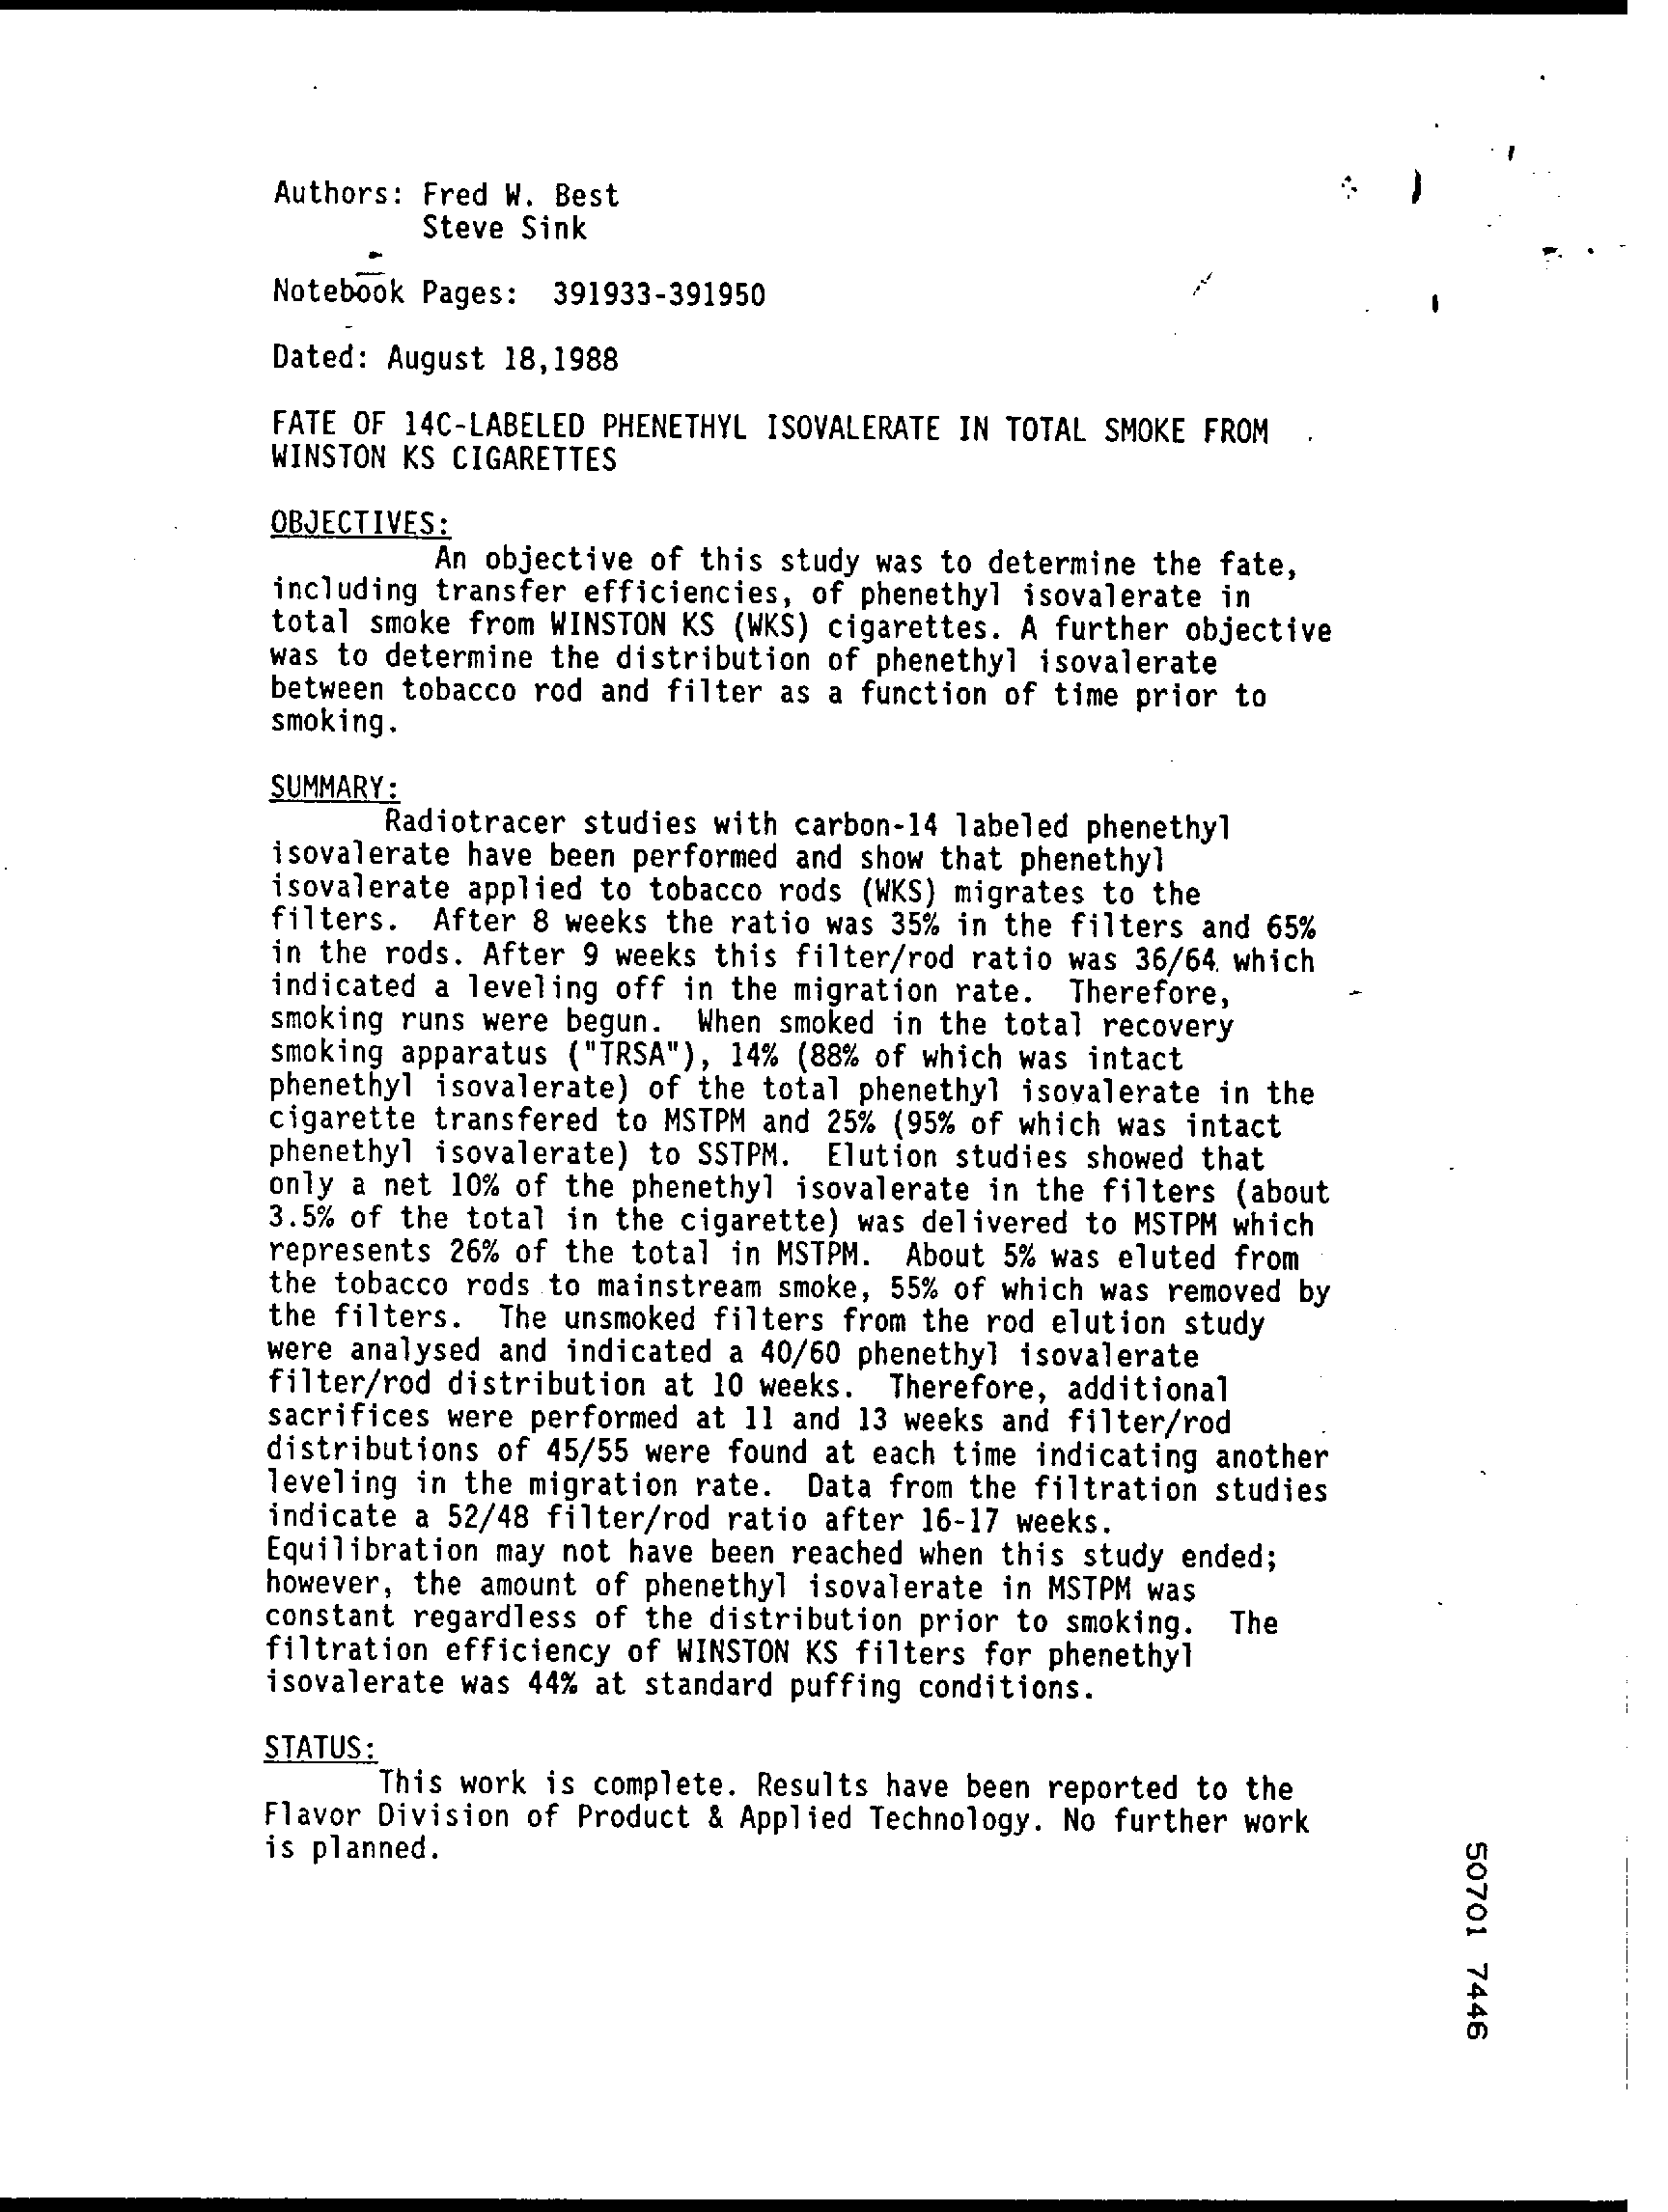 Authors: Fred W. Best
Steve Sink
Notebook Pages: 391933-391950
Dated: August 18,1988
FATE OF 14C-LABELED PHENETHYL ISOVALERATE IN TOTAL SMOKE FROM
WINSTON KS CIGARETTES
OBJECTIVES:
An objective of this study was to determine the fate,
including transfer efficiencies, of phenethyl isovalerate in
total smoke from WINSTON KS (WKS) cigarettes. A further objective
was to determine the distribution of phenethyl isovalerate
between tobacco rod and filter as a function of time prior to
smoking.
SUMMARY:
Radiotracer studies with carbon-14 labeled phenethyl
isovalerate have been performed and show that phenethyl
isovalerate applied to tobacco rods (WKS) migrates to the
filters. After 8 weeks the ratio was 35% in the filters and 65%
in the rods. After 9 weeks this filter/rod ratio was 36/64 which
indicated a leveling off in the migration rate. Therefore,
smoking runs were begun. When smoked in the total recovery
smoking apparatus ("TRSA"), 14% (88% of which was intact
phenethyl isovalerate) of the total phenethyl isovalerate in the
cigarette transfered to MSTPM and 25% (95% of which was intact
phenethyl isovalerate) to SSTPM. Elution studies showed that
only a net 10% of the phenethyl isovalerate in the filters (about
3.5% of the total in the cigarette) was delivered to MSTPM which
represents 26% of the total in MSTPM. About 5% was eluted from
the tobacco rods to mainstream smoke, 55% of which was removed by
the filters. The unsmoked filters from the rod elution study
were analysed and indicated a 40/60 phenethyl isovalerate
filter/rod distribution at 10 weeks. Therefore, additional
sacrifices were performed at 11 and 13 weeks and filter/rod
distributions of 45/55 were found at each time indicating another
leveling in the migration rate. Data from the filtration studies
indicate a 52/48 filter/rod ratio after 16-17 weeks.
Equilibration may not have been reached when this study ended;
however, the amount of phenethyl isovalerate in MSTPM was
constant regardless of the distribution prior to smoking. The
filtration efficiency of WINSTON KS filters for phenethyl
isovalerate was 44% at standard puffing conditions.
STATUS:
This work is complete. Results have been reported to the
Flavor Division of Product & Applied Technology. No further work
is planned.
50701 7446